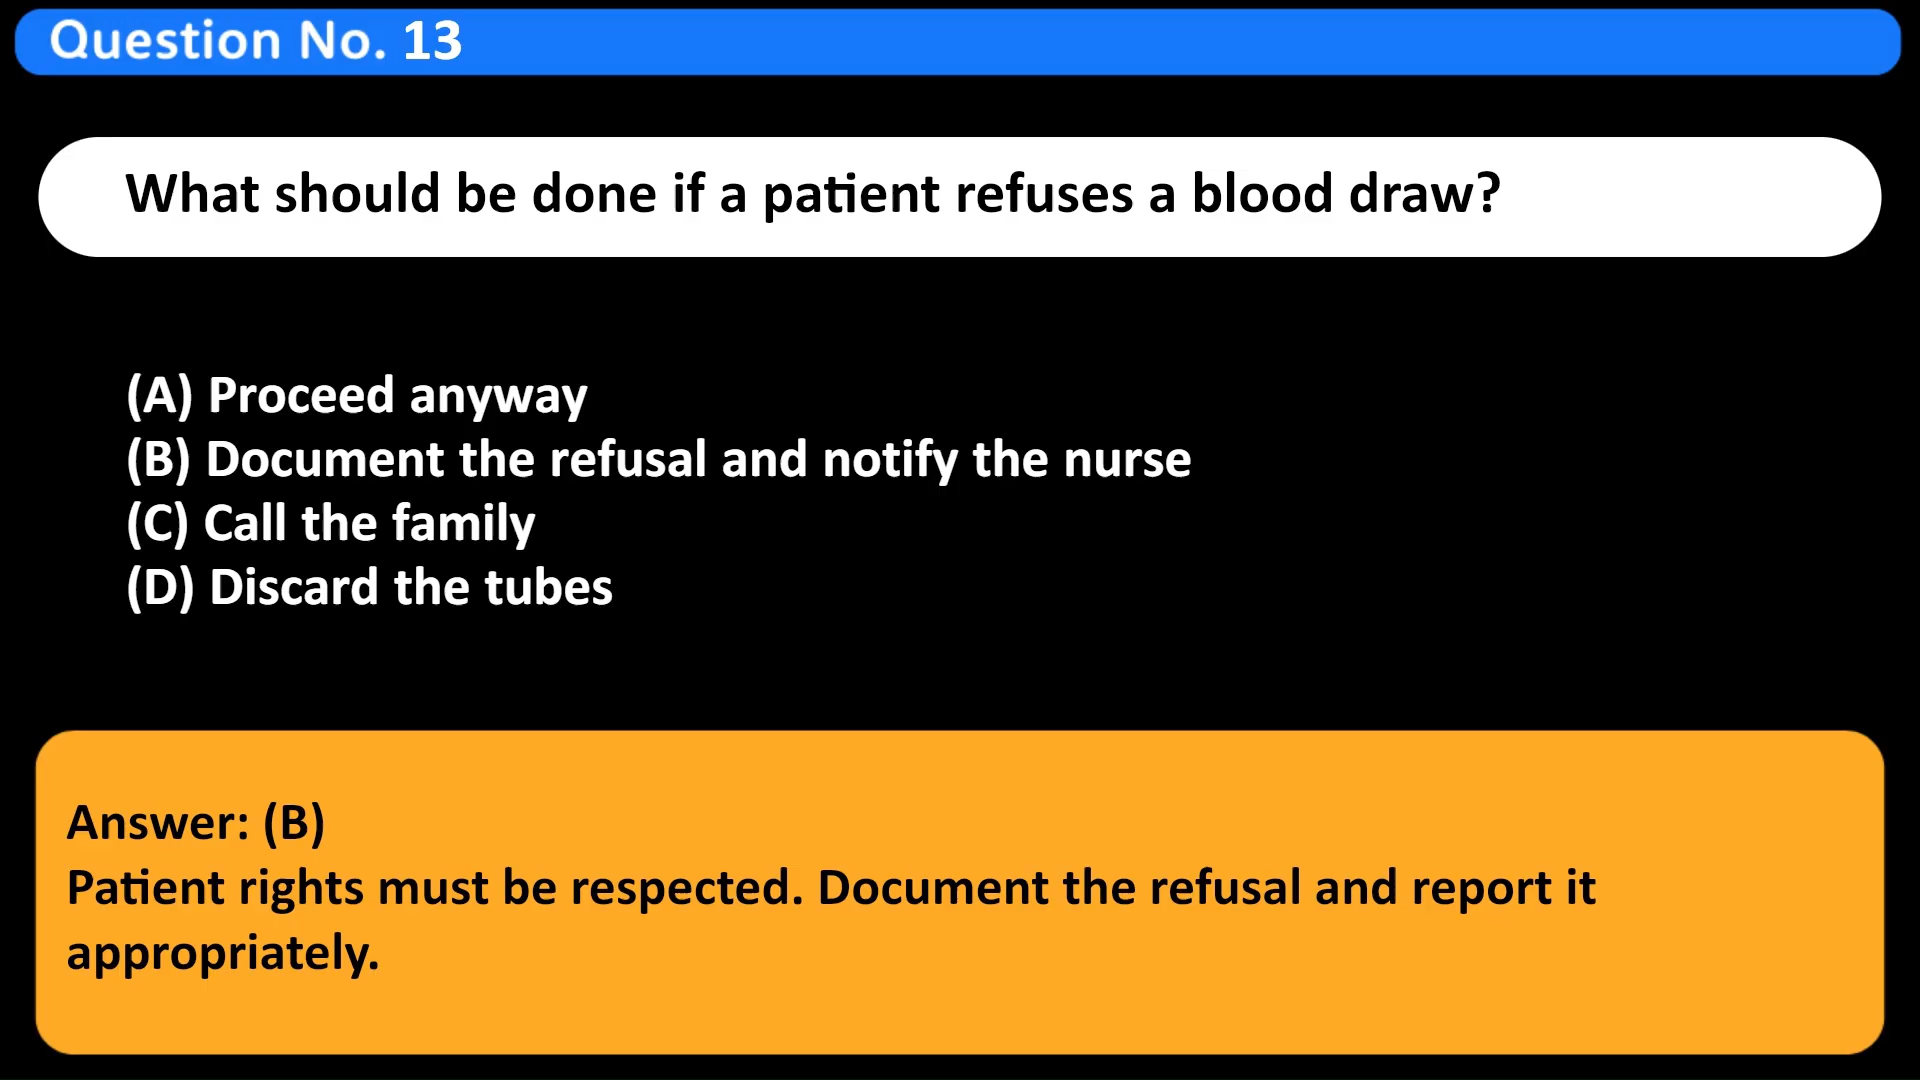 Question No. 13
What should be done if a patient refuses a blood draw?
(A) Proceed anyway
(B) Document the refusal and notify the nurse
(C) Call the family
(D) Discard the tubes
Answer: (B)
Patient rights must be respected. Document the refusal and report it
appropriately.